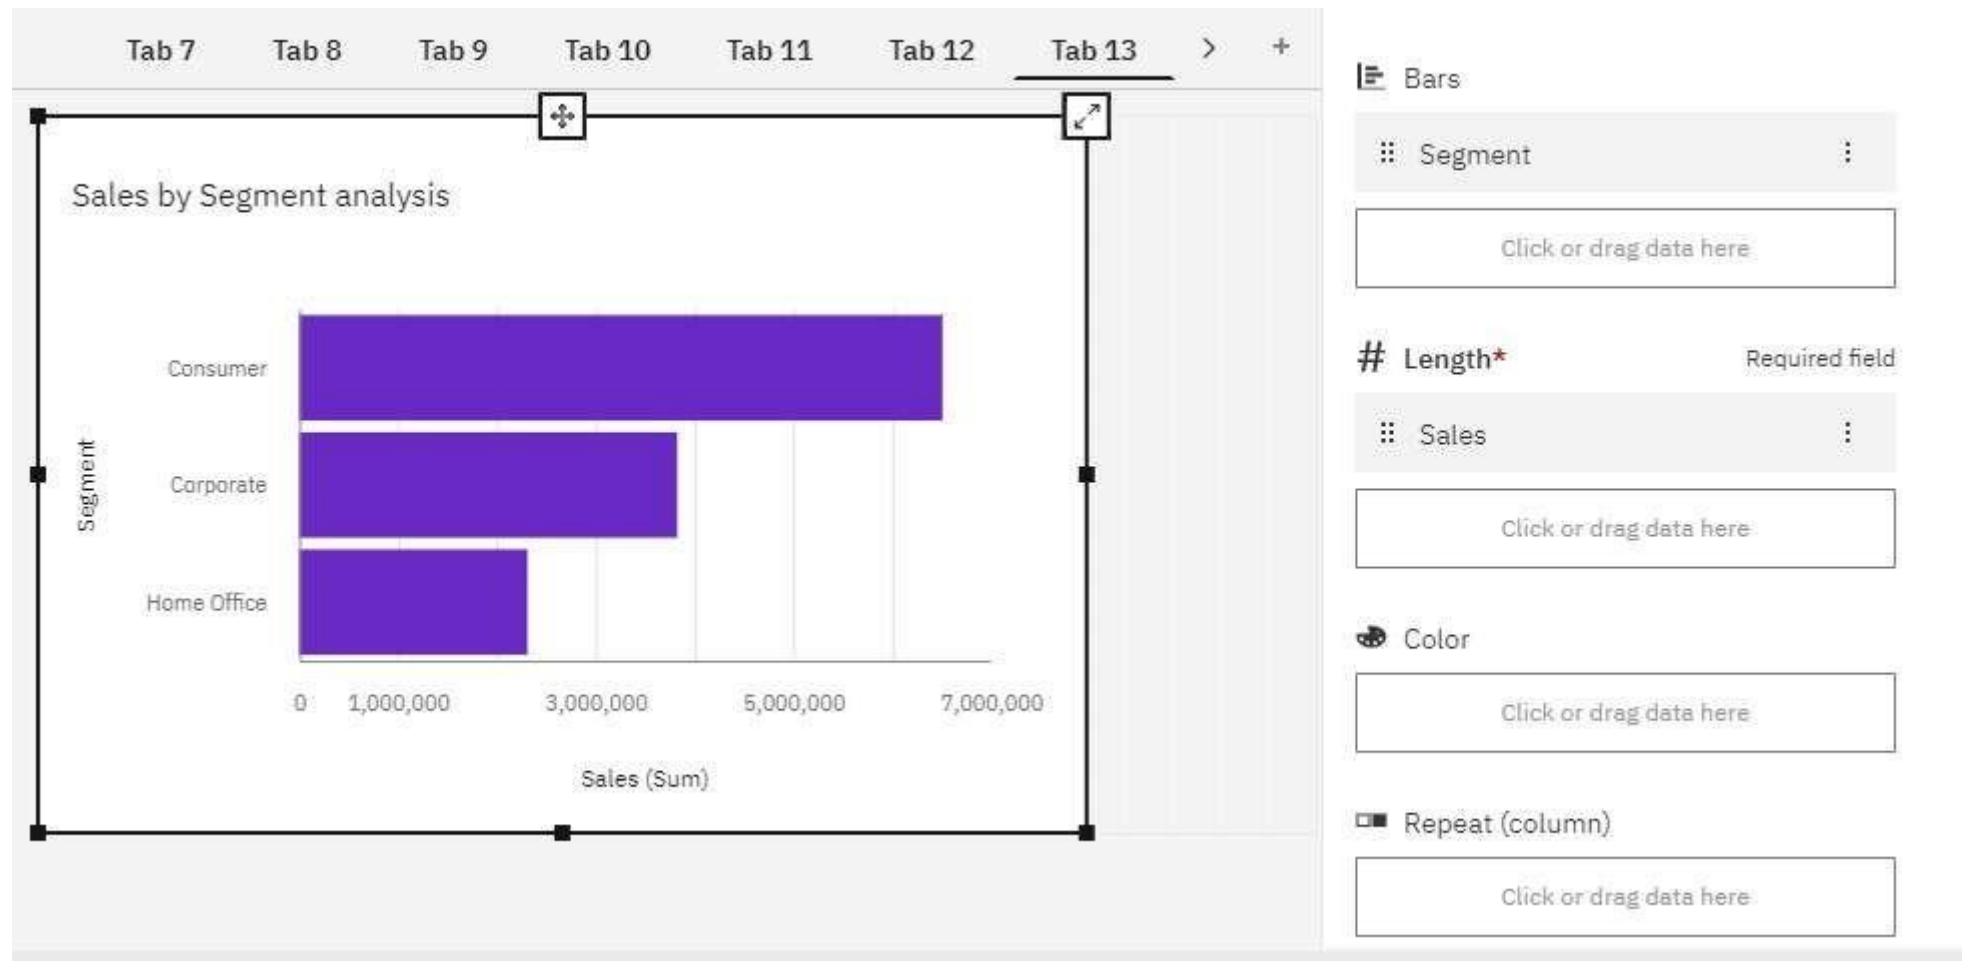 Tab 7 Tab 8 Tab 9 Tab 10 Tab 11 Tab 12 Tab 13 > +
Sales by Segment analysis
Segment
Consumer
Corporate
Home Office
0 1,000,000 3,000,000 5,000,000 7,000,000
Sales (Sum)
Bars
Segment
Click or drag data here
# Length* Required field
Sales
Click or drag data here
Color
Click or drag data here
Repeat (column)
Click or drag data here